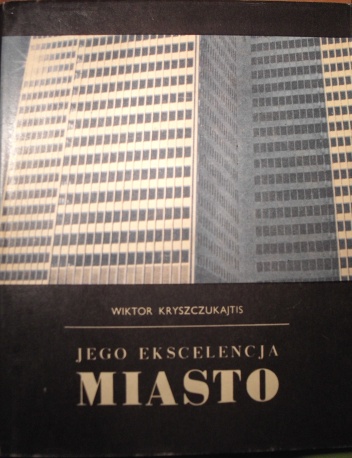 WIKTOR KRYSZCZUKAJTIS
JEGO EKSCELENCJA
MIASTO